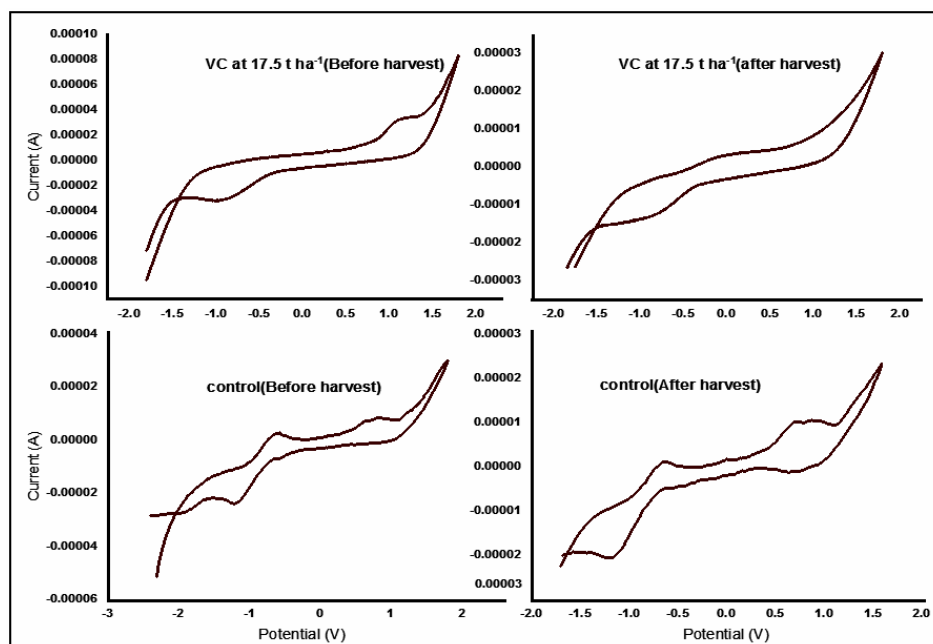 VC at 17.5 t ha-1(Before harvest)
0.00010
0.00008
0.00006
0.00004
0.00002
0.00000
-0.00002
-0.00004
-0.00006
-0.00008
-0.00010
Current (A)
-2.0 -1.5 -1.0 -0.5 0.0 0.5 1.0 1.5 2.0
VC at 17.5 t ha-1(after harvest)
0.00003
0.00002
0.00001
0.00000
-0.00001
-0.00002
-0.00003
-2.0 -1.5 -1.0 -0.5 0.0 0.5 1.0 1.5 2.0
control(Before harvest)
0.00004
0.00002
0.00000
-0.00002
-0.00004
-0.00006
Current (A)
-3 -2 -1 0 1 2
Potential (V)
control(After harvest)
0.00003
0.00002
0.00001
0.00000
-0.00001
-0.00002
0.00003
-2.0 -1.5 -1.0 -0.5 0.0 0.5 1.0 1.5 2.0
Potential (V)